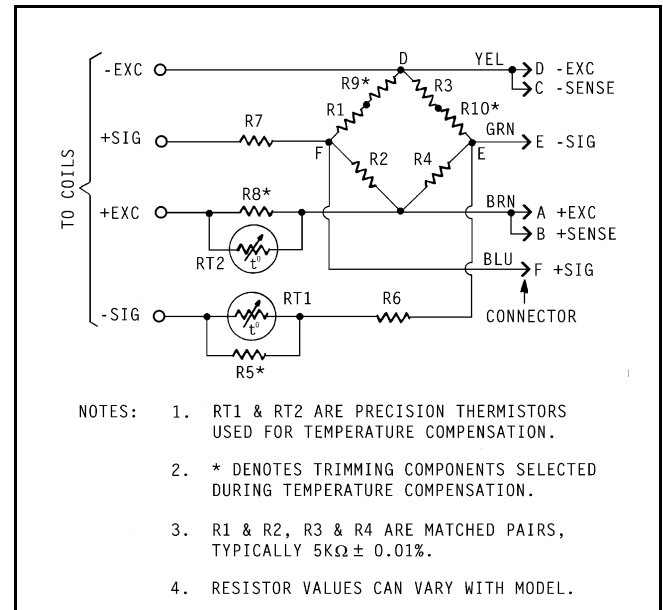 D
-EXC
YEL
D -EXC
C -SENSE
R9*
R3
R1
R10*
+SIG
R7
GRN
E -SIG
F
E
R2
R4
TO COILS
+EXC
R8*
BRN
A +EXC
B +SENSE
RT2
t°
BLU
F +SIG
-SIG
RT1
t°
R6
CONNECTOR
R5*
NOTES: 1. RT1 & RT2 ARE PRECISION THERMISTORS
USED FOR TEMPERATURE COMPENSATION.
2. * DENOTES TRIMMING COMPONENTS SELECTED
DURING TEMPERATURE COMPENSATION.
3. R1 & R2, R3 & R4 ARE MATCHED PAIRS,
TYPICALLY 5KΩ ± 0.01%.
4. RESISTOR VALUES CAN VARY WITH MODEL.